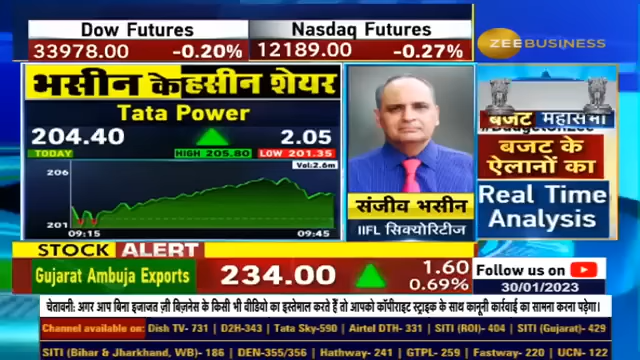 Dow Futures
33978.00 -0.20%
Nasdaq Futures
12189.00 -0.27%
ZEE BUSINESS
भसीन के हसीन शेयर
Tata Power
204.40 2.05
TODAY HIGH 205.80 LOW 201.35
Vol:2.6m
206
201
09:15 09:45
संजीव भसीन
IIFL सिक्योरिटीज
बजट महासभा
बजट के
ऐलानों का
Real Time
Analysis
STOCK ALERT
Gujarat Ambuja Exports 234.00 1.60
0.69%
Follow us on
30/01/2023
चेतावनी: अगर आप बिना इजाजत ज़ी बिज़नेस के किसी भी वीडियो का इस्तेमाल करते हैं तो आपको कॉपीराइट स्ट्राइक के साथ कानूनी कार्रवाई का सामना करना पड़ेगा।
Channel available on: Dish TV- 731 | D2H-343 | Tata Sky-590 | Airtel DTH- 331 | SITI (ROI)- 404 | SITI (Gujarat)- 429
SITI (Bihar & Jharkhand, WB)- 186 | DEN-355/356 | Hathway-241 | GTPL-259 | Fastway-220 | UCN-122